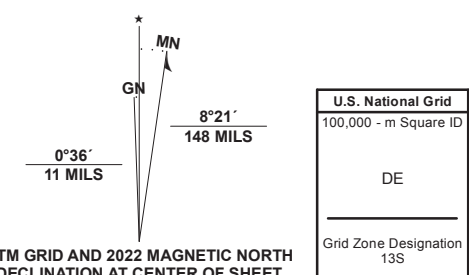 MN
GN
8°21´
148 MILS
0°36´
11 MILS
TM GRID AND 2022 MAGNETIC NORTH
DECLINATION AT CENTER OF SHEET
U.S. National Grid
100,000 - m Square ID
DE
Grid Zone Designation
13S